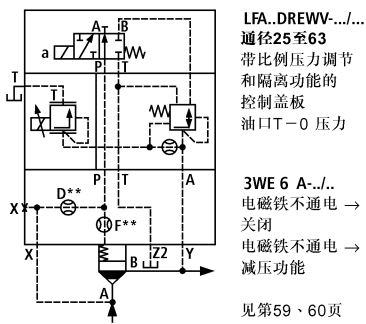 A B
a
P T
T
T
P T A
X
D**
F**
X
B
Z2
Y
A
LFA..DREWV-.../...
通径25至63
带比例压力调节
和隔离功能的
控制盖板
油口T－0 压力
3WE 6 A-../..
电磁铁不通电 →
关闭
电磁铁不通电 →
减压功能
见第59、60页